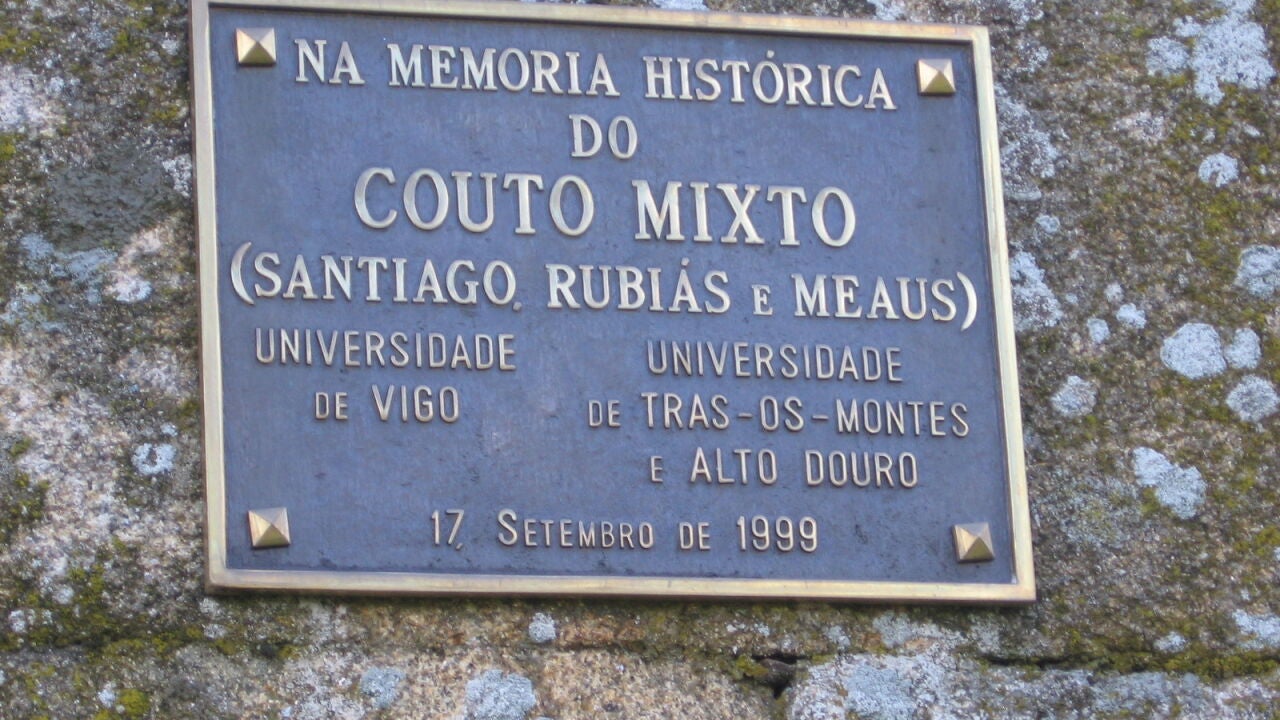 NA MEMORIA HISTÓRICA
DO
COUTO MIXTO
(SANTIAGO, RUBIÁS E MEAUS)
UNIVERSIDADE
DE VIGO
UNIVERSIDADE
DE TRAS-OS-MONTES
E ALTO DOURO
17, SETEMBRO DE 1999